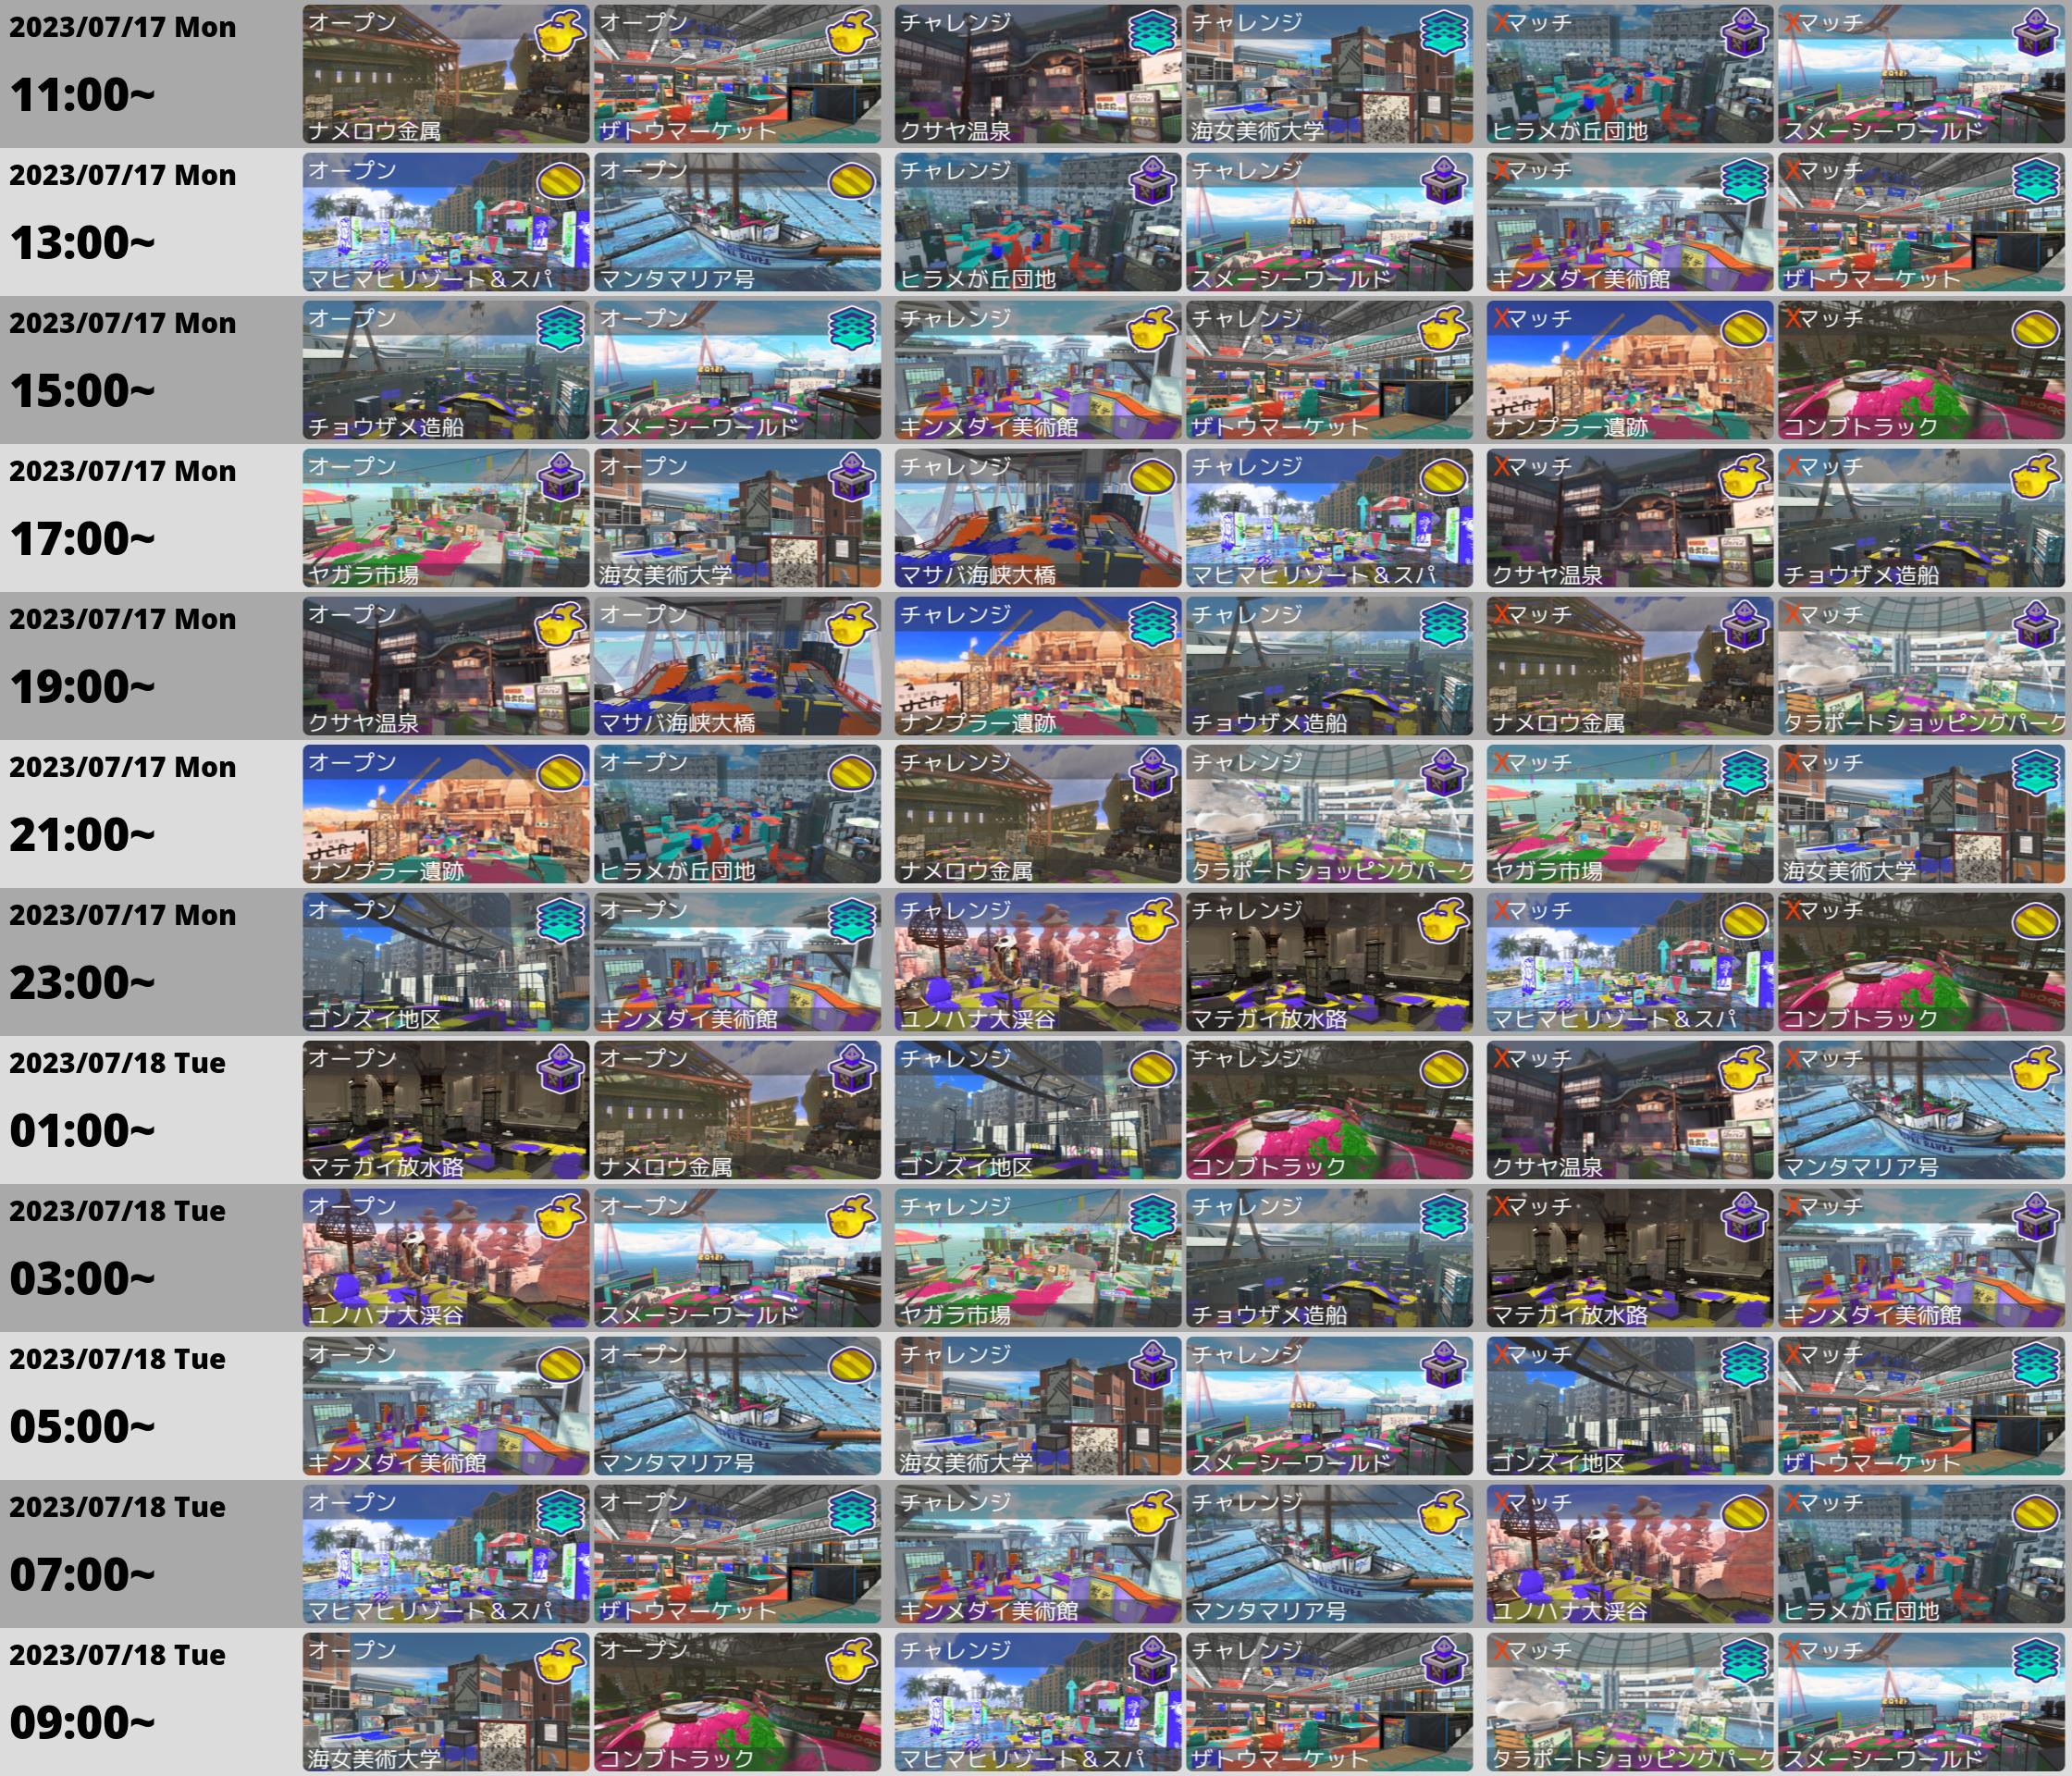 2023/07/17 Mon
11:00~
オープン オープン チャレンジ チャレンジ Xマッチ Xマッチ
ナメロウ金属 ザトウマーケット クサヤ温泉 海女美術大学 ヒラメが丘団地 スメーシーワールド
2023/07/17 Mon
13:00~
オープン オープン チャレンジ チャレンジ Xマッチ Xマッチ
マヒマヒリゾート&スパ マンタマリア号 ヒラメが丘団地 スメーシーワールド キンメダイ美術館 ザトウマーケット
2023/07/17 Mon
15:00~
オープン オープン チャレンジ チャレンジ Xマッチ Xマッチ
チョウザメ造船 スメーシーワールド キンメダイ美術館 ザトウマーケット ナンプラー遺跡 コンブトラック
2023/07/17 Mon
17:00~
オープン オープン チャレンジ チャレンジ Xマッチ Xマッチ
ヤガラ市場 海女美術大学 マサバ海峡大橋 マヒマヒリゾート&スパ クサヤ温泉 チョウザメ造船
2023/07/17 Mon
19:00~
オープン オープン チャレンジ チャレンジ Xマッチ Xマッチ
クサヤ温泉 マサバ海峡大橋 ナンプラー遺跡 チョウザメ造船 ナメロウ金属 タラポートショッピングパーク
2023/07/17 Mon
21:00~
オープン オープン チャレンジ チャレンジ Xマッチ Xマッチ
ナンプラー遺跡 ヒラメが丘団地 ナメロウ金属 タラポートショッピングパーク ヤガラ市場 海女美術大学
2023/07/17 Mon
23:00~
オープン オープン チャレンジ チャレンジ Xマッチ Xマッチ
ゴンズイ地区 キンメダイ美術館 ユノハナ大渓谷 マテガイ放水路 マヒマヒリゾート&スパ コンブトラック
2023/07/18 Tue
01:00~
オープン オープン チャレンジ チャレンジ Xマッチ Xマッチ
マテガイ放水路 ナメロウ金属 ゴンズイ地区 コンブトラック クサヤ温泉 マンタマリア号
2023/07/18 Tue
03:00~
オープン オープン チャレンジ チャレンジ Xマッチ Xマッチ
ユノハナ大渓谷 スメーシーワールド ヤガラ市場 チョウザメ造船 マテガイ放水路 キンメダイ美術館
2023/07/18 Tue
05:00~
オープン オープン チャレンジ チャレンジ Xマッチ Xマッチ
キンメダイ美術館 マンタマリア号 海女美術大学 スメーシーワールド ゴンズイ地区 ザトウマーケット
2023/07/18 Tue
07:00~
オープン オープン チャレンジ チャレンジ Xマッチ Xマッチ
マヒマヒリゾート&スパ ザトウマーケット キンメダイ美術館 マンタマリア号 ユノハナ大渓谷 ヒラメが丘団地
2023/07/18 Tue
09:00~
オープン オープン チャレンジ チャレンジ Xマッチ Xマッチ
海女美術大学 コンブトラック マヒマヒリゾート&スパ ザトウマーケット タラポートショッピングパーク スメーシーワールド